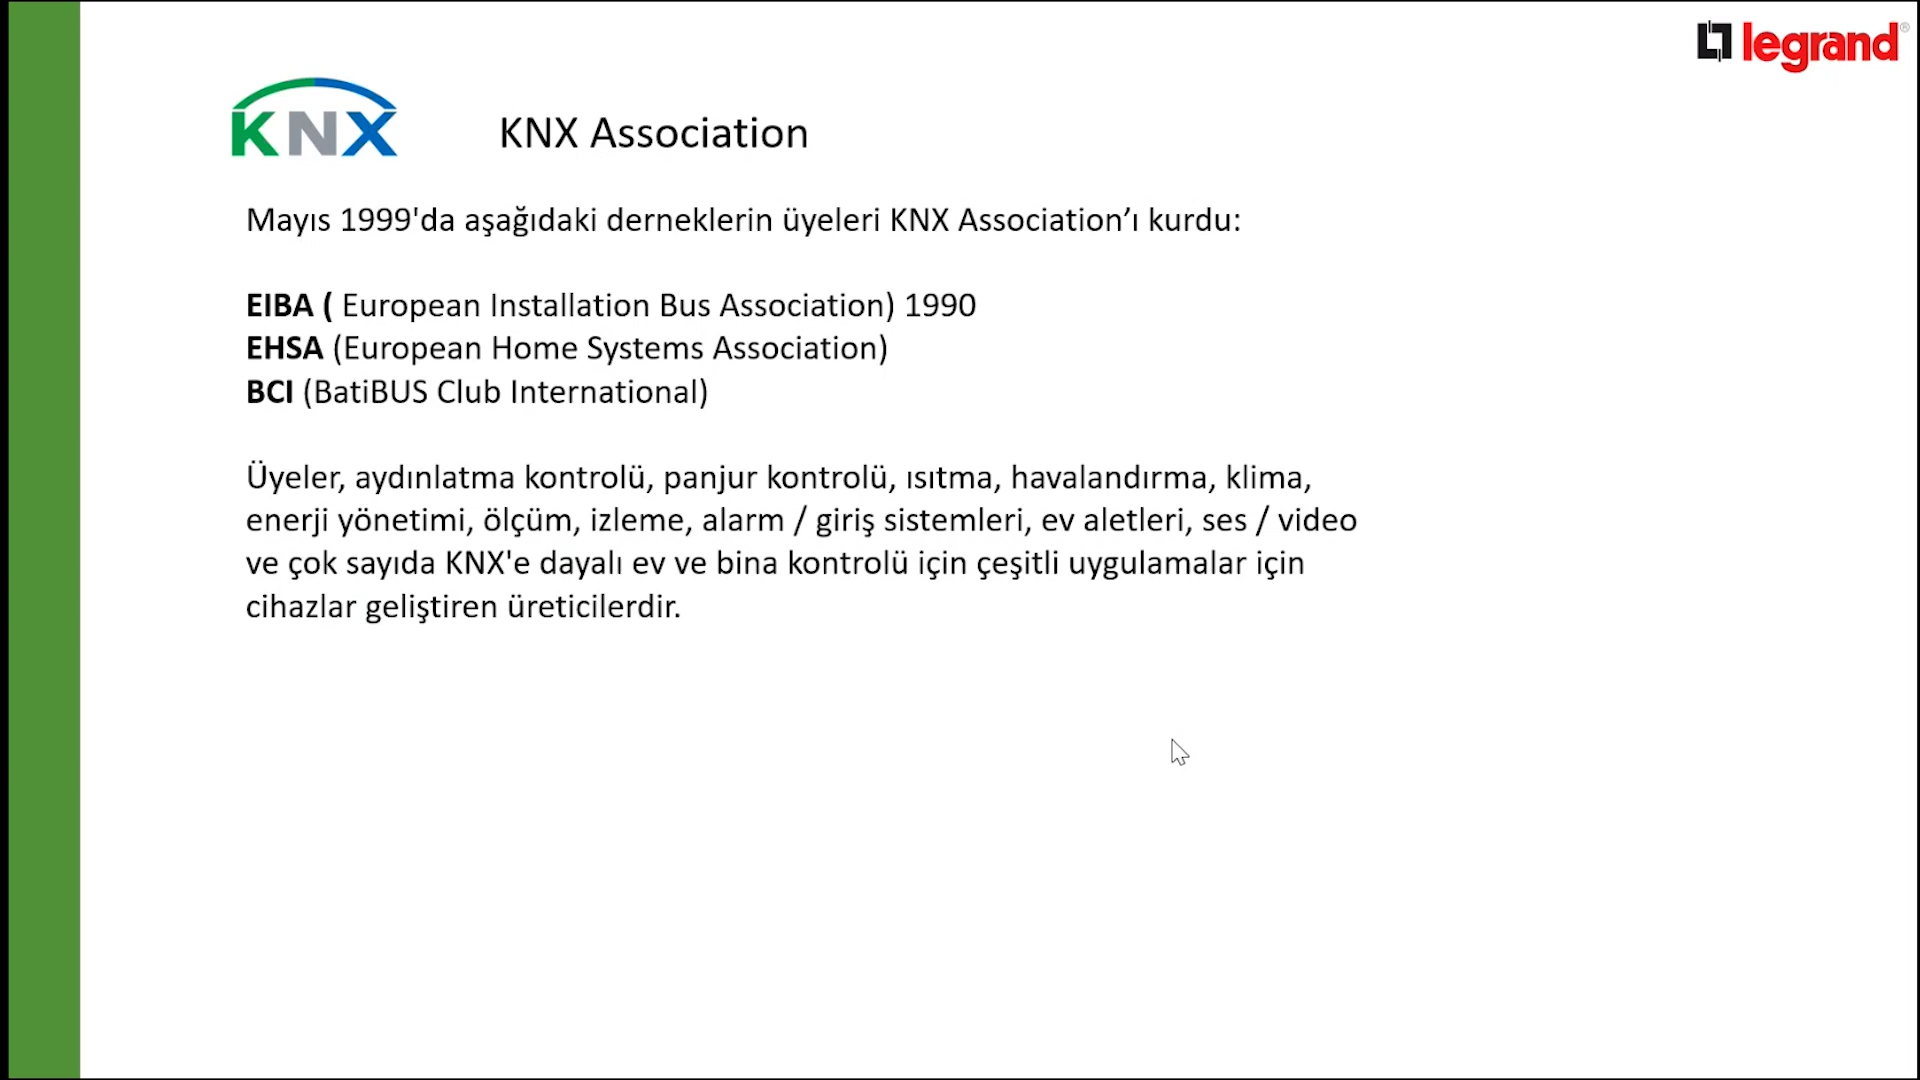 legrand®
KNX
KNX Association
Mayıs 1999'da aşağıdaki derneklerin üyeleri KNX Association’ı kurdu:
EIBA ( European Installation Bus Association) 1990
EHSA (European Home Systems Association)
BCI (BatiBUS Club International)
Üyeler, aydınlatma kontrolü, panjur kontrolü, ısıtma, havalandırma, klima,
enerji yönetimi, ölçüm, izleme, alarm / giriş sistemleri, ev aletleri, ses / video
ve çok sayıda KNX'e dayalı ev ve bina kontrolü için çeşitli uygulamalar için
cihazlar geliştiren üreticilerdir.